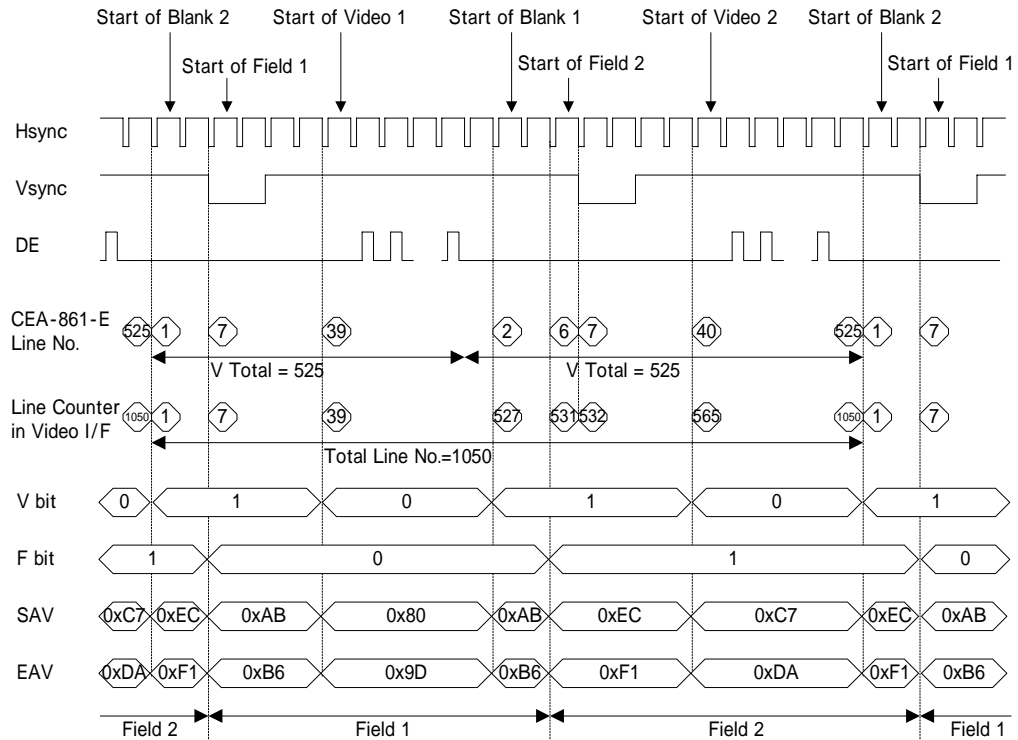 Start of Blank 2 Start of Video 1 Start of Blank 1 Start of Video 2 Start of Blank 2
Start of Field 1 Start of Field 2 Start of Field 1
Hsync
Vsync
DE
CEA-861-E
Line No.
525 1 7 39 2 6 7 40 525 1 7
V Total = 525 V Total = 525
Line Counter
in Video I/F
1050 1 7 39 527 531 532 565 1050 1 7
Total Line No.=1050
V bit 0 1 0 1 0 1
F bit 1 0 1 0
SAV 0xC7 0xEC 0xAB 0x80 0xAB 0xEC 0xC7 0xEC 0xAB
EAV 0xDA 0xF1 0xB6 0x9D 0xB6 0xF1 0xDA 0xF1 0xB6
Field 2 Field 1 Field 2 Field 1